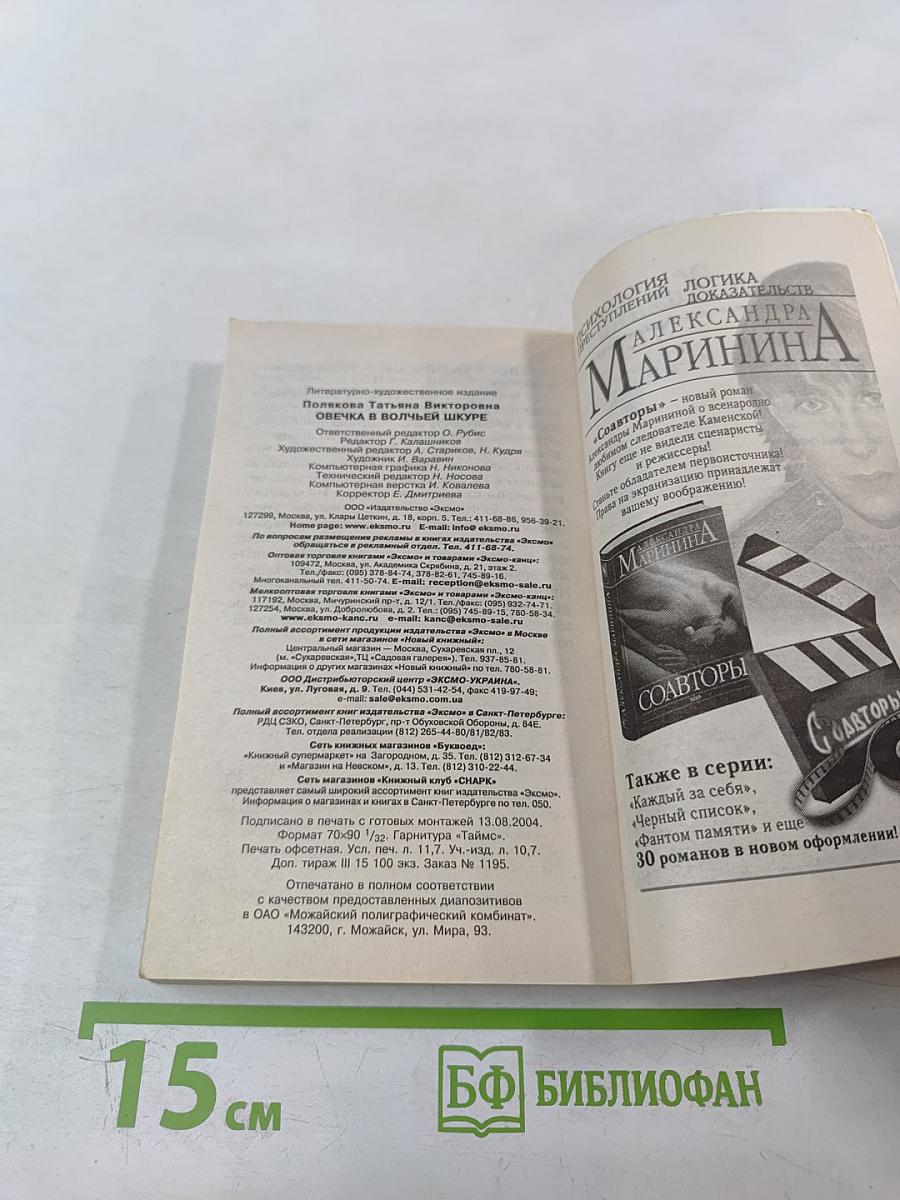 Литературно-художественное издание
Полякова Татьяна Викторовна
ОВЕЧКА В ВОЛЧЬЕЙ ШКУРЕ
Ответственный редактор О. Рубис
Редактор Г. Калашников
Художественный редактор А. Стариков, Н. Кудря
Художник И. Варавин
Компьютерная графика Н. Никонова
Технический редактор Н. Носова
Компьютерная верстка И. Ковалева
Корректор Е. Дмитриева
ООО «Издательство «Эксмо»
127299, Москва, ул. Клары Цеткин, д. 18, корп. 5. Тел.: 411-68-86, 956-39-21.
Home page: www.eksmo.ru E-mail: info@eksmo.ru
По вопросам размещения рекламы в книгах издательства «Эксмо»
обращаться в рекламный отдел. Тел. 411-68-74.
Оптовая торговля книгами «Эксмо» и товарами «Эксмо-канц»:
109472, Москва, ул. Академика Скрябина, д. 21, этаж 2.
Тел./факс: (095) 378-84-74, 378-82-61, 745-89-16.
Многоканальный тел. 411-50-74. E-mail: reception@eksmo-sale.ru
Мелкооптовая торговля книгами «Эксмо» и товарами «Эксмо-канц»:
117192, Москва, Мичуринский пр-т, д. 12/1. Тел./факс: (095) 932-74-71.
127254, Москва, ул. Добролюбова, д. 2. Тел.: (095) 745-89-15, 780-58-34.
www.eksmo-kanc.ru e-mail: kanc@eksmo-sale.ru
Полный ассортимент продукции издательства «Эксмо» в Москве
в сети магазинов «Новый книжный»:
Центральный магазин — Москва, Сухаревская пл., 12
(м. «Сухаревская»,ТЦ «Садовая галерея»). Тел. 937-85-81.
Информация о других магазинах «Новый книжный» по тел. 780-58-81.
ООО Дистрибьюторский центр «ЭКСМО-УКРАИНА».
Киев, ул. Луговая, д. 9. Тел. (044) 531-42-54, факс 419-97-49;
e-mail: sale@eksmo.com.ua
Полный ассортимент книг издательства «Эксмо» в Санкт-Петербурге:
РДЦ СЗКО, Санкт-Петербург, пр-т Обуховской Обороны, д. 84Е.
Тел. отдела реализации (812) 265-44-80/81/82/83.
Сеть книжных магазинов «Буквоед»:
«Книжный супермаркет» на Загородном, д. 35. Тел. (812) 312-67-34
и «Магазин на Невском», д. 13. Тел. (812) 310-22-44.
Сеть магазинов «Книжный клуб «СНАРК»
представляет самый широкий ассортимент книг издательства «Эксмо».
Информация о магазинах и книгах в Санкт-Петербурге по тел. 050.
Подписано в печать с готовых монтажей 13.08.2004.
Формат 70×90 1/32. Гарнитура «Таймс».
Печать офсетная. Усл. печ. л. 11,7. Уч.-изд. л. 10,7.
Доп. тираж III 15 100 экз. Заказ № 1195.
Отпечатано в полном соответствии
с качеством предоставленных диапозитивов
в ОАО «Можайский полиграфический комбинат».
143200, г. Можайск, ул. Мира, 93.
ПСИХОЛОГИЯ ЛОГИКА
ПРЕСТУПЛЕНИЙ ДОКАЗАТЕЛЬСТВ
АЛЕКСАНДРА
МАРИНИНА
«Соавторы» – новый роман
Александры Марининой о всенародно
любимом следователе Каменской!
Книгу еще не видели сценаристы
и режиссеры!
Станьте обладателем первоисточника!
Права на экранизацию принадлежат
вашему воображению!
АЛЕКСАНДРА
МАРИНИНА
АЛЕКСАНДРА МАРИНИНА
СОАВТОРЫ
СОАВТОРЫ
Также в серии:
«Каждый за себя»,
«Черный список»,
«Фантом памяти» и еще
30 романов в новом оформлении!
15 см
БФ БИБЛИОФАН